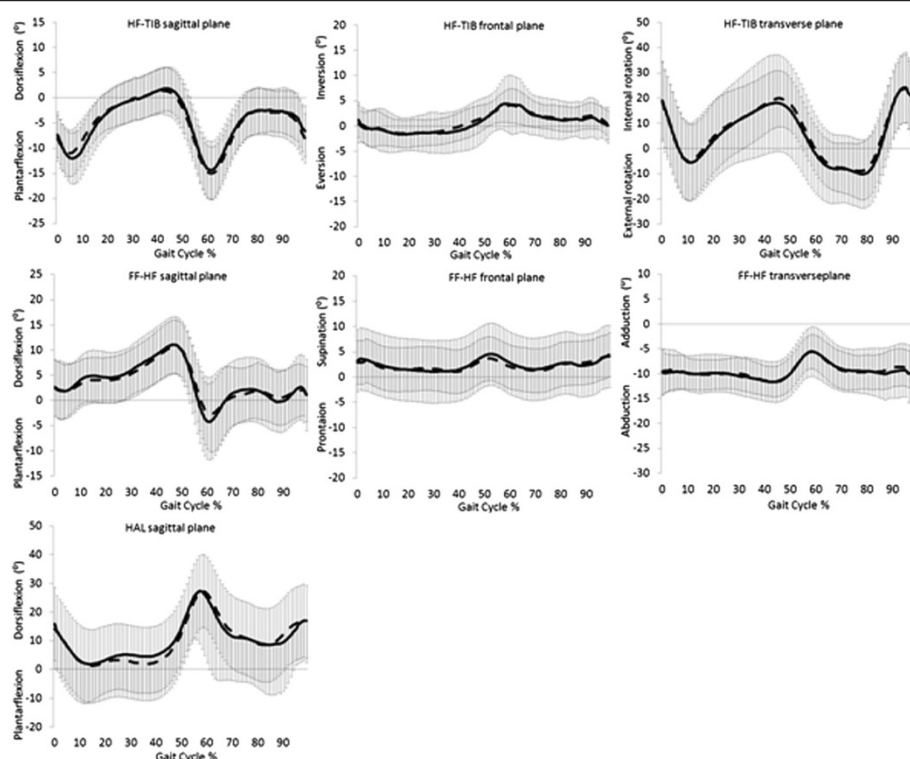 HF-TIB sagittal plane
Dorsiflexion (⁰)
Plantarflexion
15
10
5
0
-5
-10
-15
-20
-25
0 10 20 30 40 50 60 70 80 90
Gait Cycle %
HF-TIB frontal plane
Inversion (⁰)
Eversion
20
15
10
5
0
-5
-10
-15
-20
0 10 20 30 40 50 60 70 80 90
Gait Cycle %
HF-TIB transverse plane
Internal rotation (⁰)
External rotation
50
40
30
20
10
0
-10
-20
-30
0 10 20 30 40 50 60 70 80 90
Gait Cycle %
FF-HF sagittal plane
Dorsiflexion (⁰)
Plantarflexion
25
20
15
10
5
0
-5
-10
-15
0 10 20 30 40 50 60 70 80 90
Gait Cycle %
FF-HF frontal plane
Supination (⁰)
Prontaion
20
15
10
5
0
-5
-10
-15
-20
0 10 20 30 40 50 60 70 80 90
Gait Cycle %
FF-HF transverseplane
Adduction (⁰)
Abduction
10
5
0
-5
-10
-15
-20
-25
-30
0 10 20 30 40 50 60 70 80 90
Gait Cycle %
HAL sagittal plane
Dorsiflexion (⁰)
Plantarflexion
50
40
30
20
10
0
-10
-20
0 10 20 30 40 50 60 70 80 90
Gait Cycle %